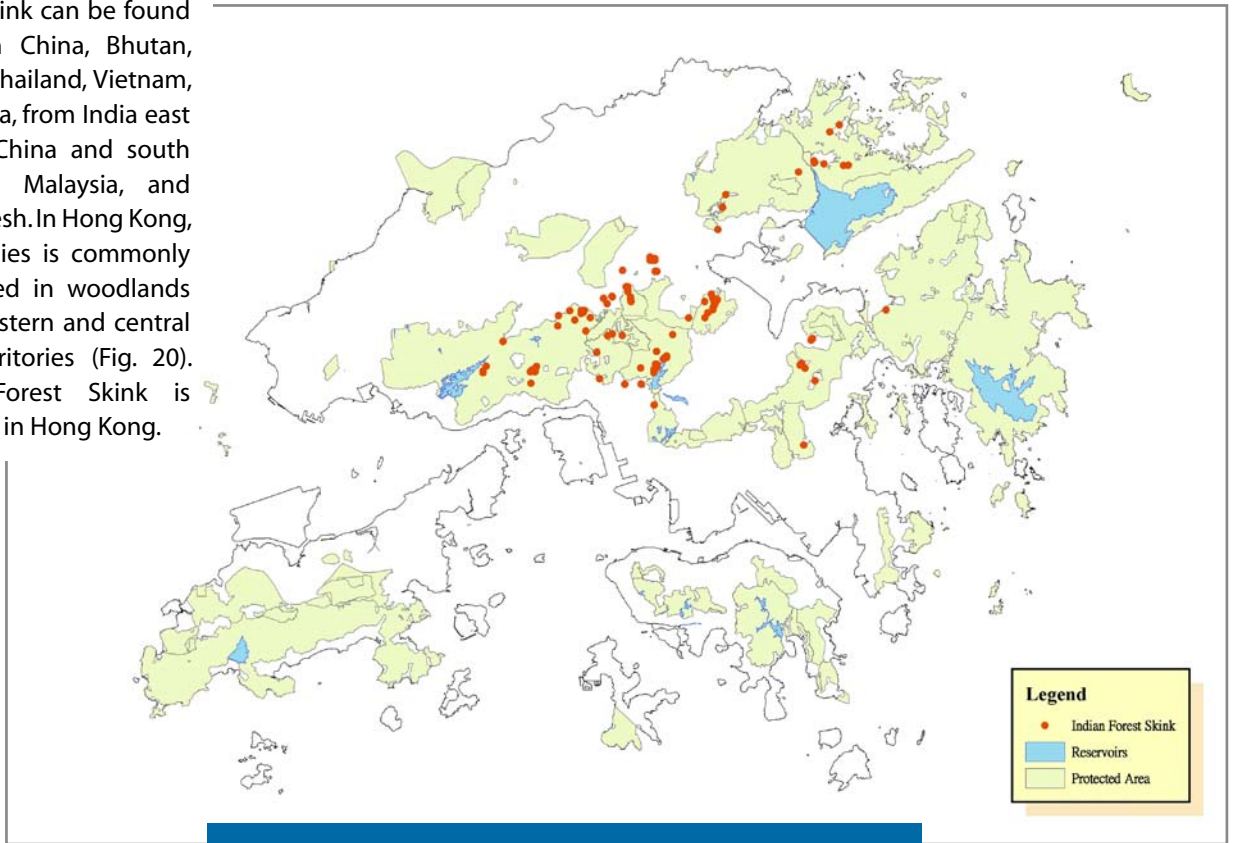 ink can be found
China, Bhutan,
hailand, Vietnam,
a, from India east
China and south
Malaysia, and
esh. In Hong Kong,
ies is commonly
ed in woodlands
stern and central
ritories (Fig. 20).
orest Skink is
in Hong Kong.
Legend
Indian Forest Skink
Reservoirs
Protected Area